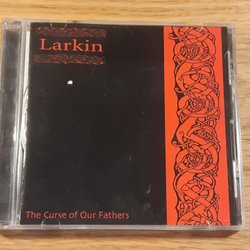 Larkin
The Curse of Our Fathers